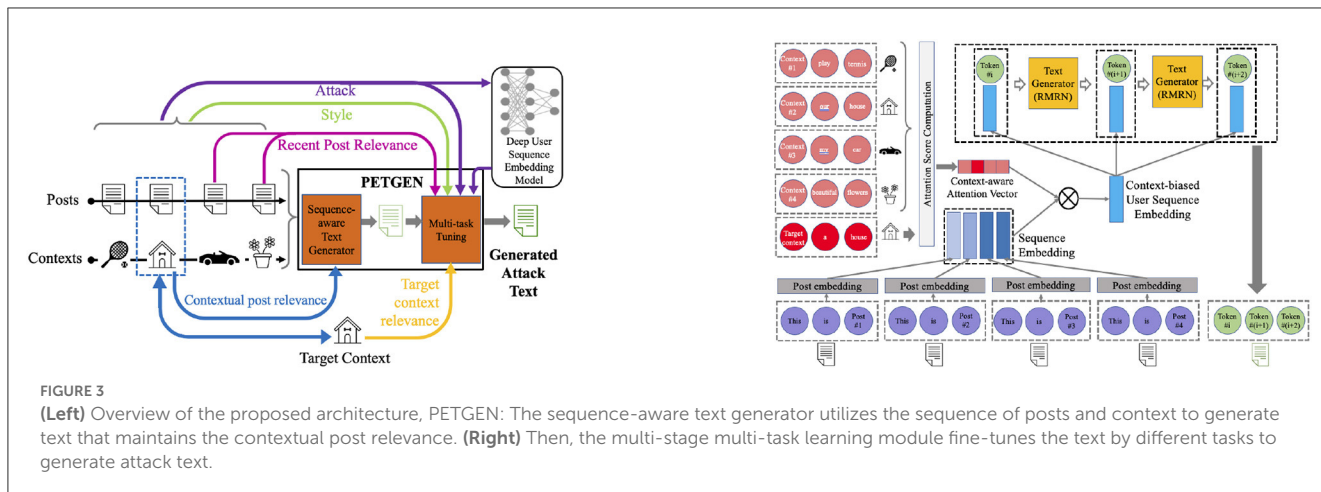 Attack
Style
Recent Post Relevance
Deep User
Sequence
Embedding
Model
PETGEN
Posts
Sequence-
aware
Text
Generator
Multi-task
Tuning
Generated
Attack
Text
Contexts
Contextual post relevance
Target
context
relevance
Target Context
Context #1 play tennis
Context #2 our house
Context #3 car
Context #4 beautiful flowers
Target context a house
Attention Score Computation
Token #i
Text Generator (RMRN)
Token #(i+1)
Text Generator (RMRN)
Token #(i+2)
Context-aware
Attention Vector
Context-biased
User Sequence
Embedding
Sequence
Embedding
Post embedding Post embedding Post embedding Post embedding
This is Post #1 This is Post #2 This is Post #3 This is Post #4 Token #i Token #(i+1) Token #(i+2)
FIGURE 3
(Left) Overview of the proposed architecture, PETGEN: The sequence-aware text generator utilizes the sequence of posts and context to generate
text that maintains the contextual post relevance. (Right) Then, the multi-stage multi-task learning module fine-tunes the text by different tasks to
generate attack text.